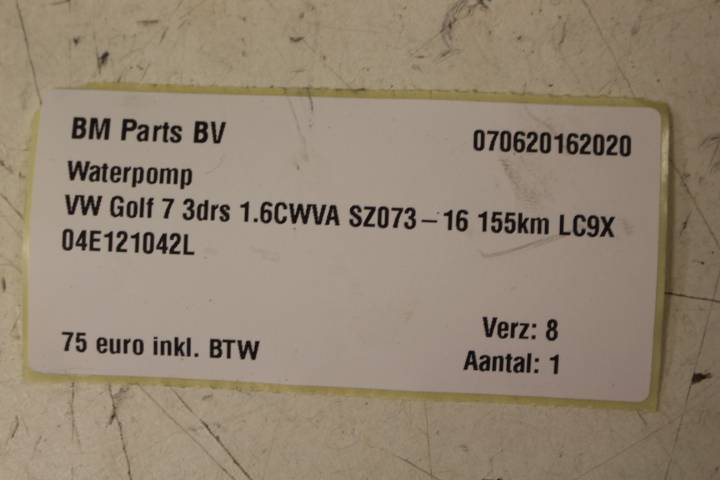 BM Parts BV 070620162020
Waterpomp
VW Golf 7 3drs 1.6CWVA SZ073-16 155km LC9X
04E121042L
Verz: 8
75 euro inkl. BTW Aantal: 1